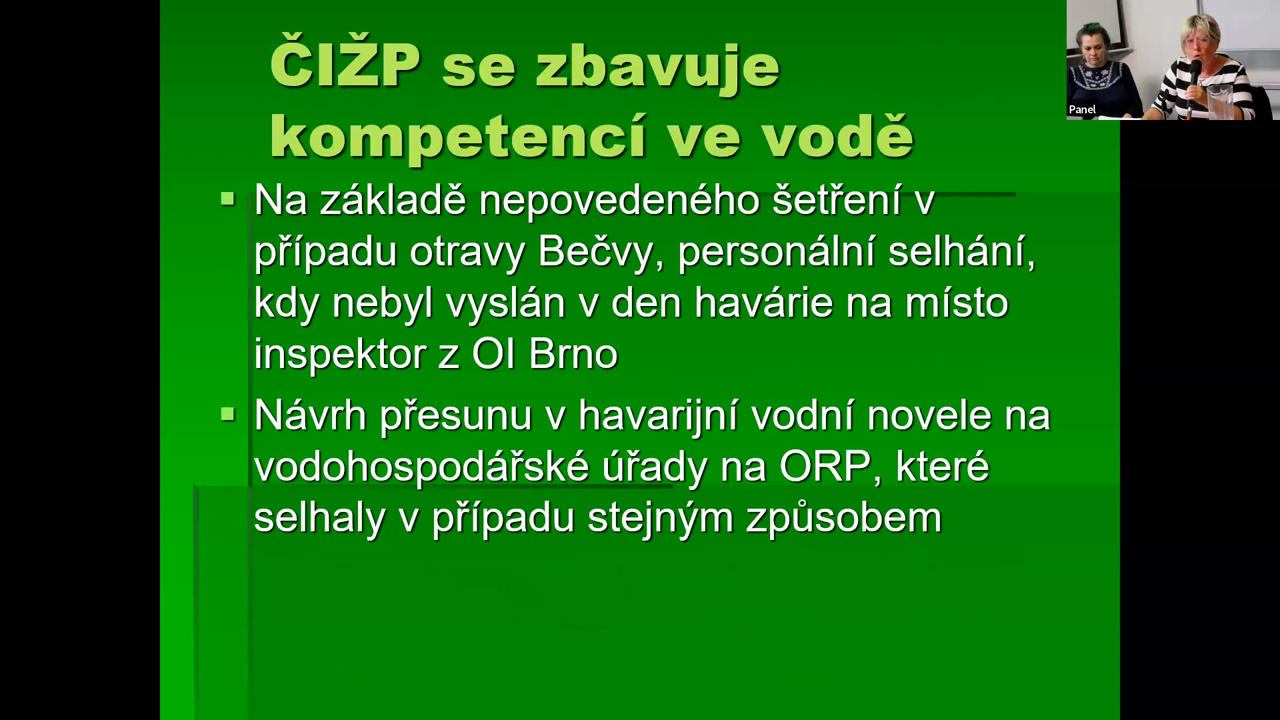 ČIŽP se zbavuje
kompetencí ve vodě
Na základě nepovedeného šetření v
případu otravy Bečvy, personální selhání,
kdy nebyl vyslán v den havárie na místo
inspektor z OI Brno
Návrh přesunu v havarijní vodní novele na
vodohospodářské úřady na ORP, které
selhaly v případu stejným způsobem
Panel